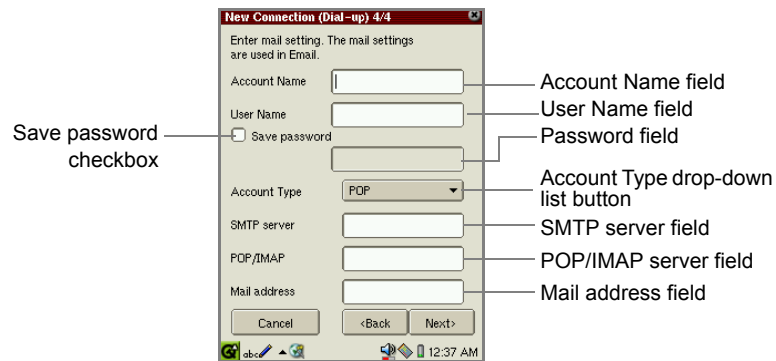 New Connection (Dial-up) 4/4
Enter mail setting. The mail settings
are used in Email.
Account Name
Account Name field
User Name
User Name field
Save password
checkbox
Save password
Password field
Account Type
POP
Account Type drop-down
list button
SMTP server
SMTP server field
POP/IMAP
POP/IMAP server field
Mail address
Mail address field
Cancel
<Back
Next>
abc
12:37 AM